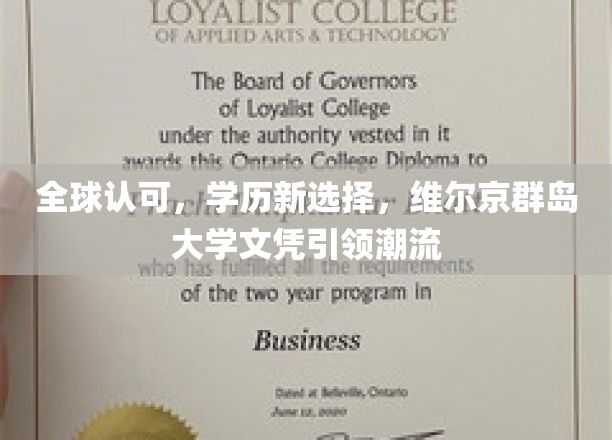 LOYALIST COLLEGE
OF APPLIED ARTS & TECHNOLOGY
The Board of Governors
of Loyalist College
under the authority vested in it
awards this Ontario College Diploma to
全球认可，学历新选择，维尔京群岛
大学文凭引领潮流
who has fulfilled all the requirements
of the two year program in
Business
Dated at Belleville, Ontario
June 12, 2020